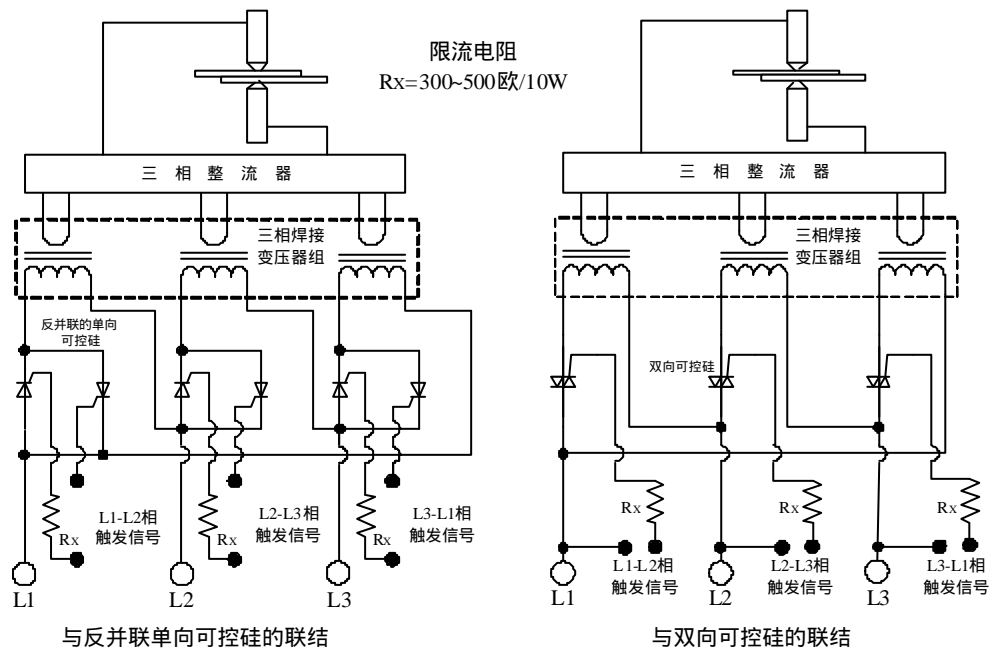 限流电阻
Rx=300~500欧/10W
三相整流器
三相焊接
变压器组
反并联的单向
可控硅
Rx
L1-L2相
触发信号
Rx
L2-L3相
触发信号
Rx
L3-L1相
触发信号
L1
L2
L3
与反并联单向可控硅的联结
三相整流器
三相焊接
变压器组
双向可控硅
Rx
L1-L2相
触发信号
Rx
L2-L3相
触发信号
Rx
L3-L1相
触发信号
L1
L2
L3
与双向可控硅的联结